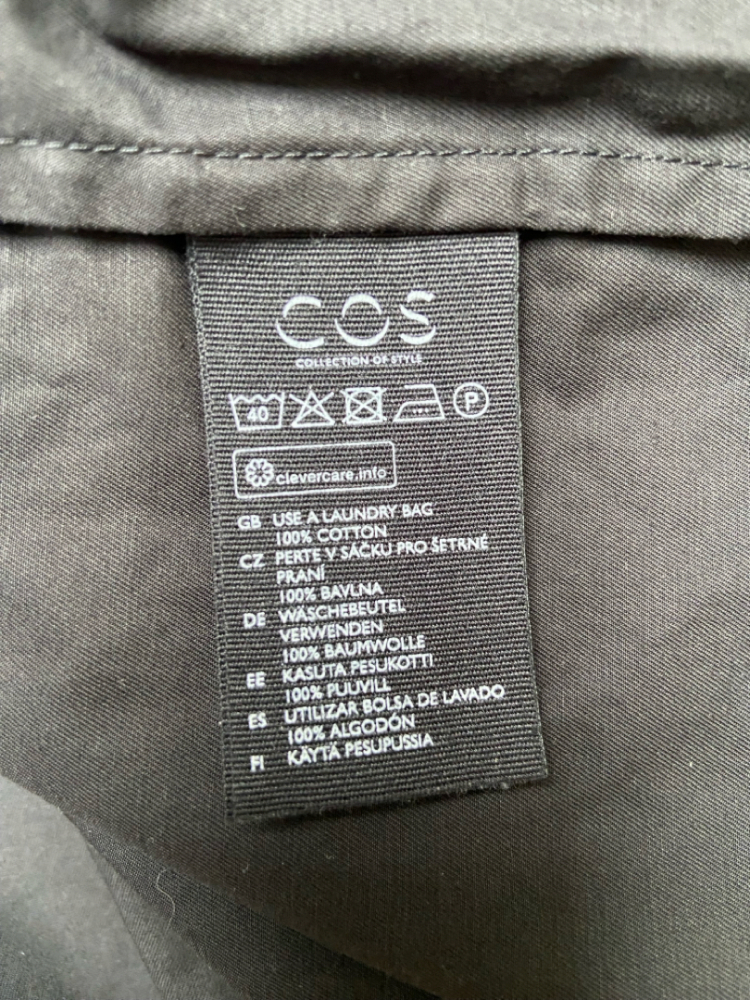 COS
COLLECTION OF STYLE
40 P
clevercare.info
GB USE A LAUNDRY BAG
100% COTTON
CZ PERTE V SÁČKU PRO ŠETRNÉ
PRANÍ
100% BAVLNA
DE WÄSCHEBEUTEL
VERWENDEN
100% BAUMWOLLE
EE KASUTA PESUKOTTI
100% PUUVILL
ES UTILIZAR BOLSA DE LAVADO
100% ALGODÓN
FI KÄYTÄ PESUPUSSIA